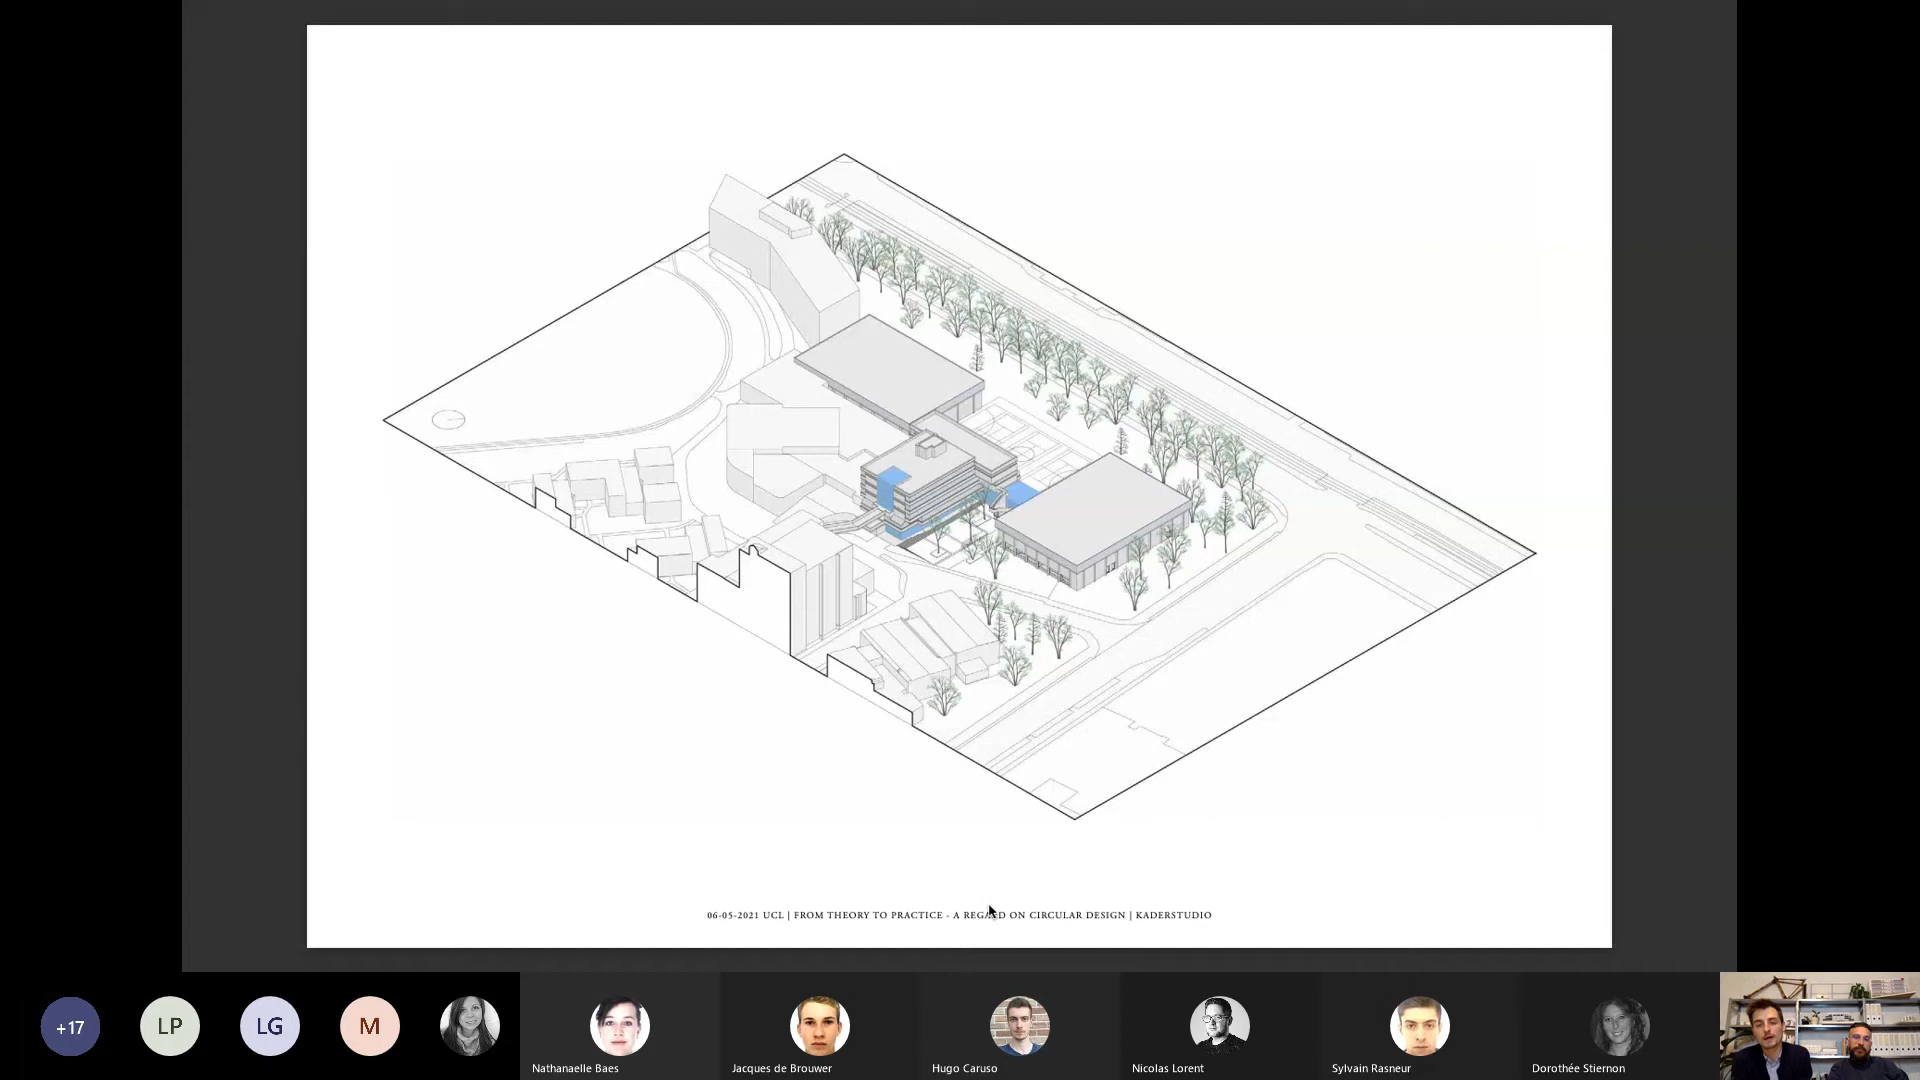 06-05-2021 UCL | FROM THEORY TO PRACTICE - A REGARD ON CIRCULAR DESIGN | KADERSTUDIO
+17
LP
LG
M
Nathanaelle Baes
Jacques de Brouwer
Hugo Caruso
Nicolas Lorent
Sylvain Rasneur
Dorothée Stiernon